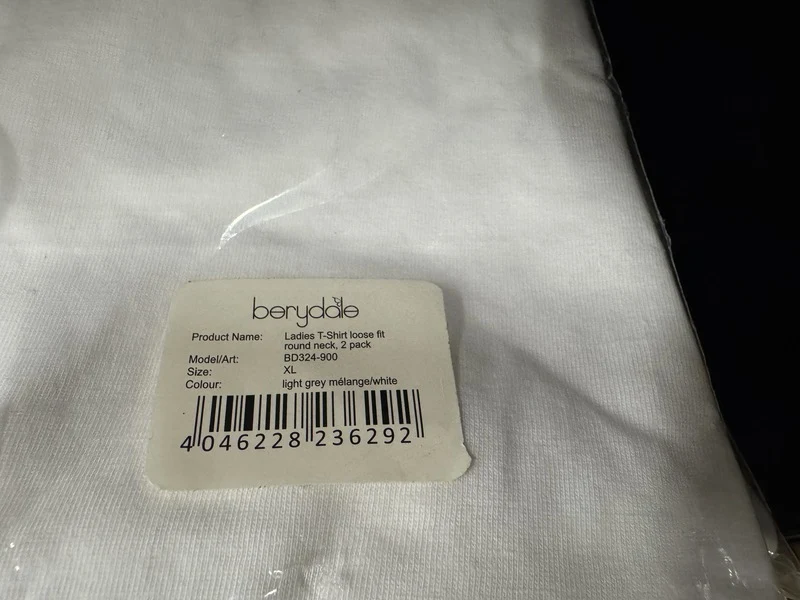 berydale
Product Name: Ladies T-Shirt loose fit
round neck, 2 pack
Model/Art: BD324-900
Size: XL
Colour: light grey mélange/white
4 046228 236292